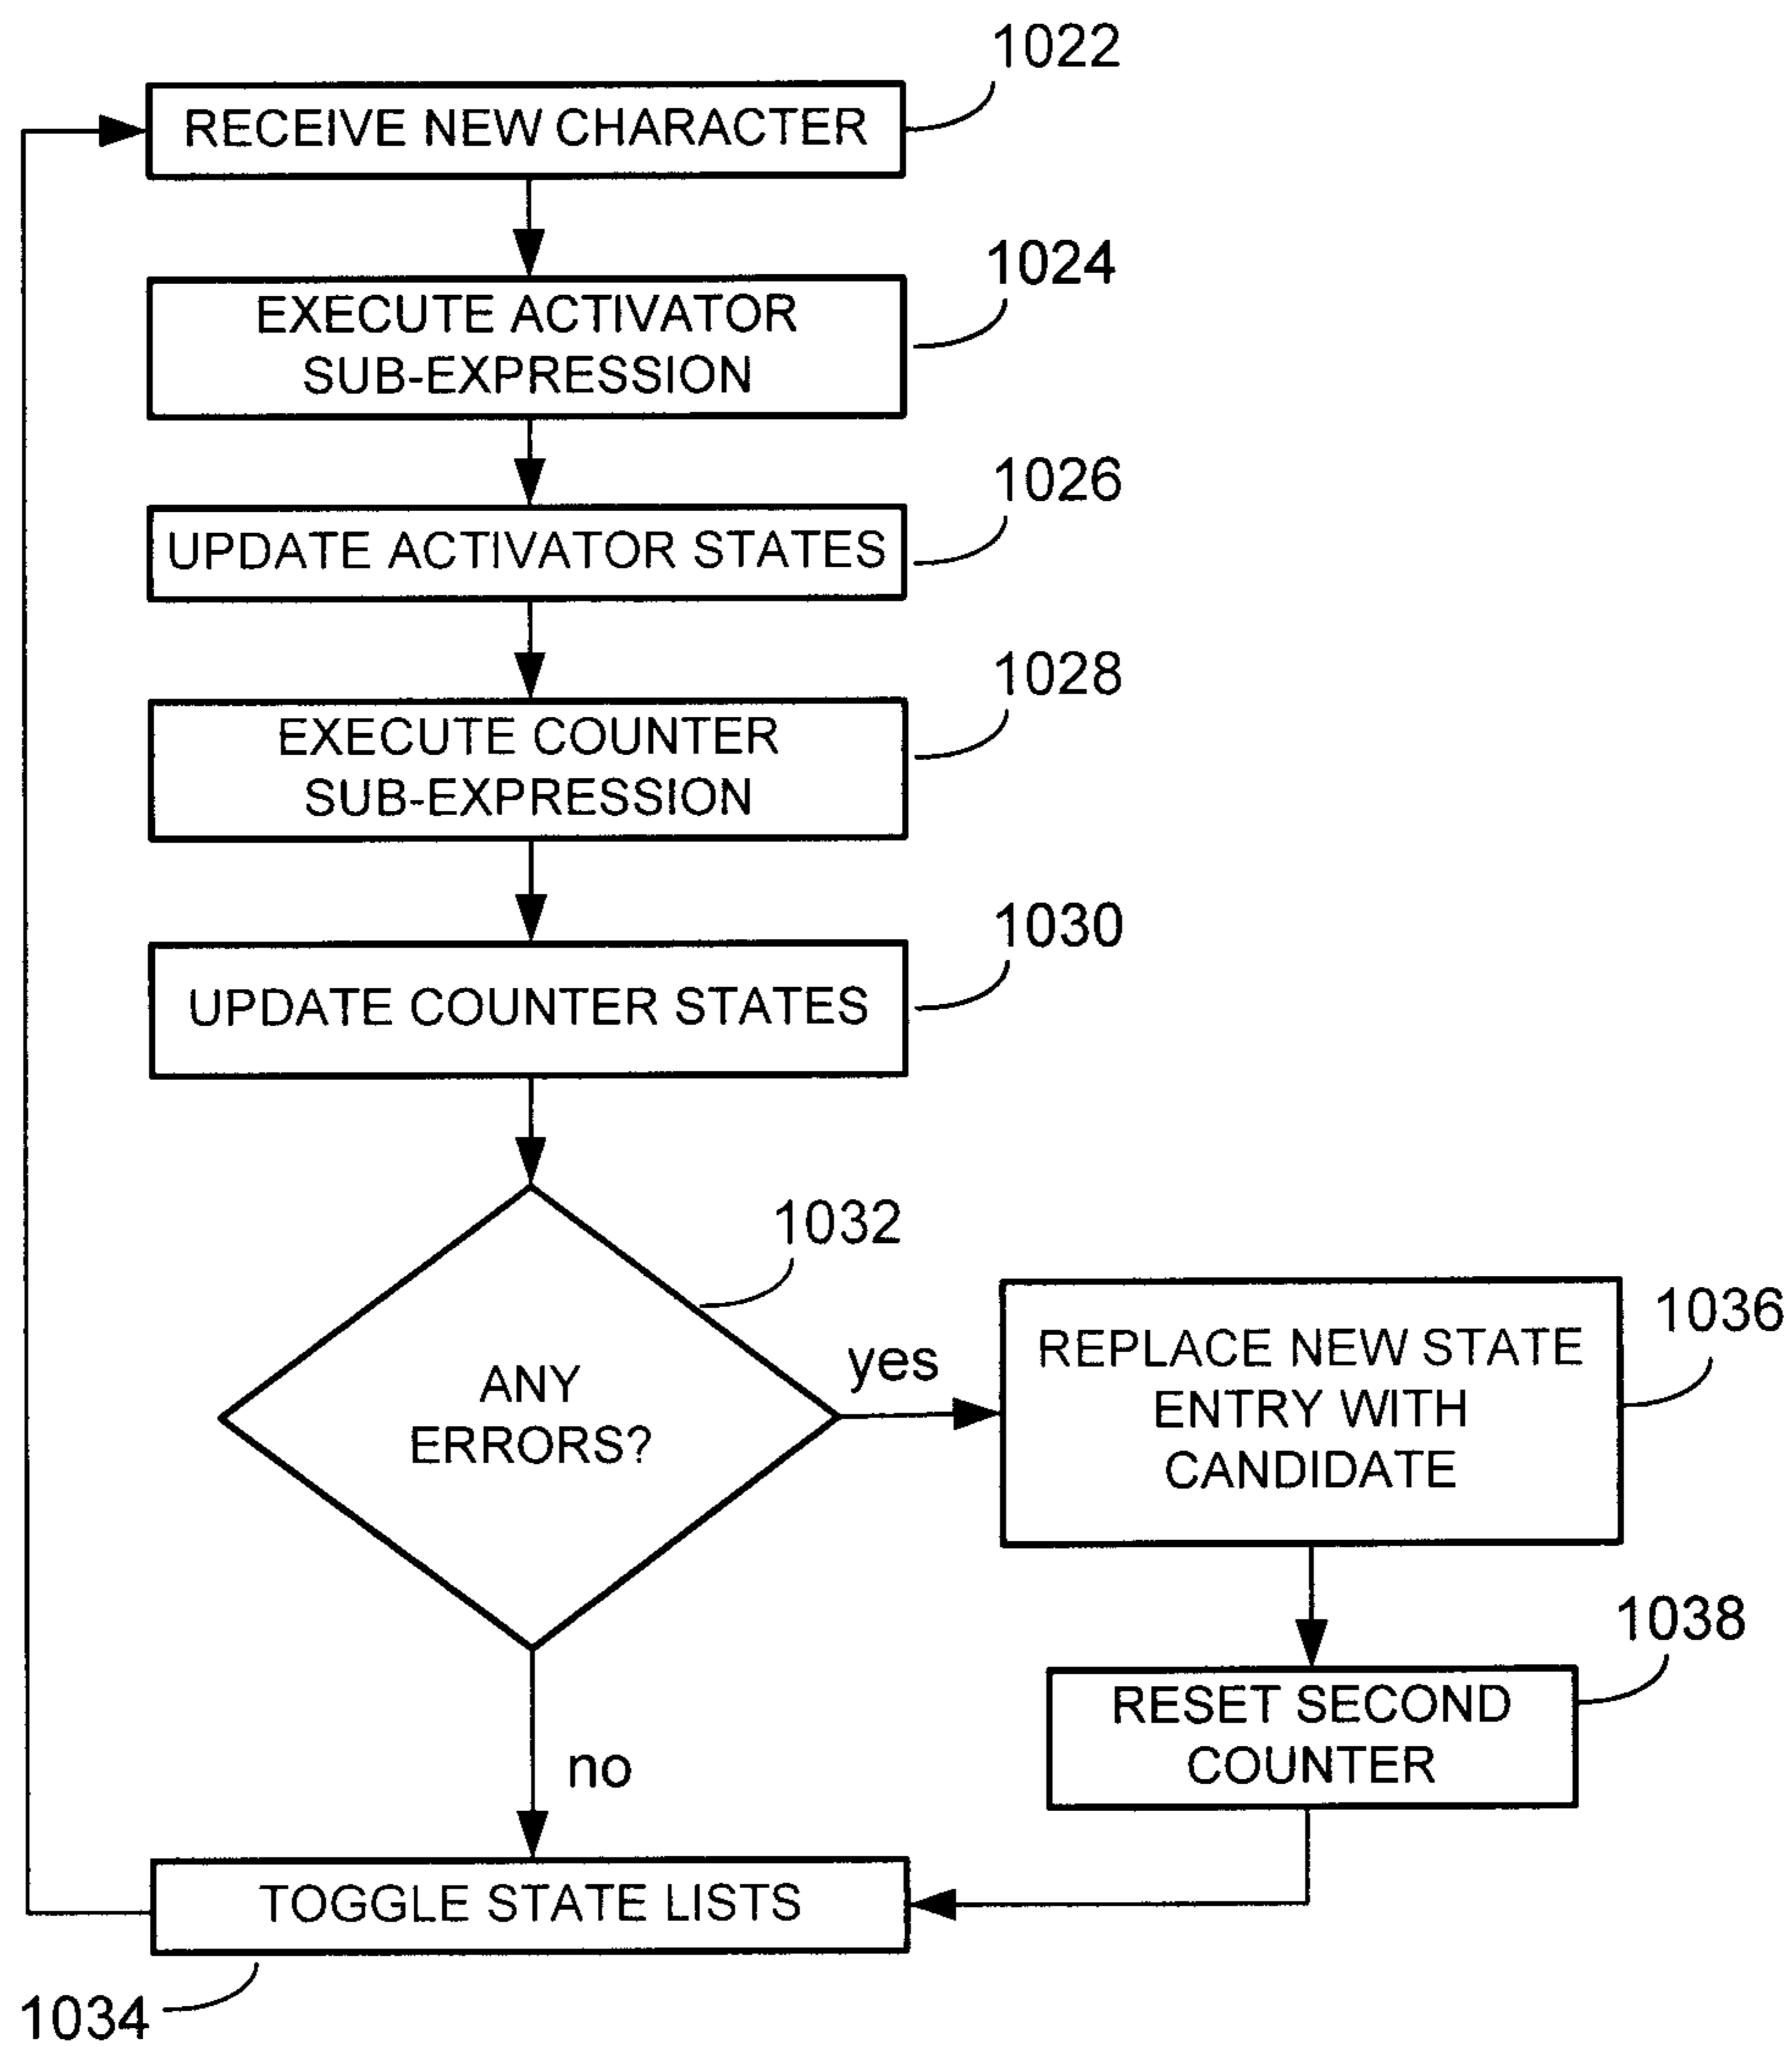 1022
RECEIVE NEW CHARACTER
1024
EXECUTE ACTIVATOR
SUB-EXPRESSION
1026
UPDATE ACTIVATOR STATES
1028
EXECUTE COUNTER
SUB-EXPRESSION
1030
UPDATE COUNTER STATES
1032
ANY
ERRORS?
yes
1036
REPLACE NEW STATE
ENTRY WITH
CANDIDATE
1038
RESET SECOND
COUNTER
no
TOGGLE STATE LISTS
1034